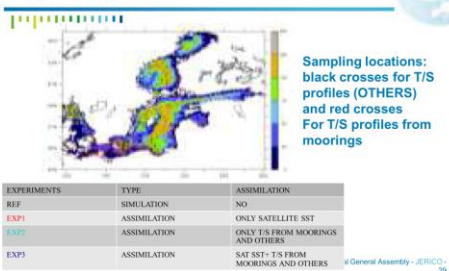 Sampling locations:
black crosses for T/S
profiles (OTHERS)
and red crosses
For T/S profiles from
moorings
EXPERIMENTS TYPE ASSIMILATION
REF SIMULATION NO
EXP1 ASSIMILATION ONLY SATELLITE SST
EXP2 ASSIMILATION ONLY T/S FROM MOORINGS
AND OTHERS
EXP3 ASSIMILATION SAT SST+ T/S FROM
MOORINGS AND OTHERS
al General Assembly - JERICO -